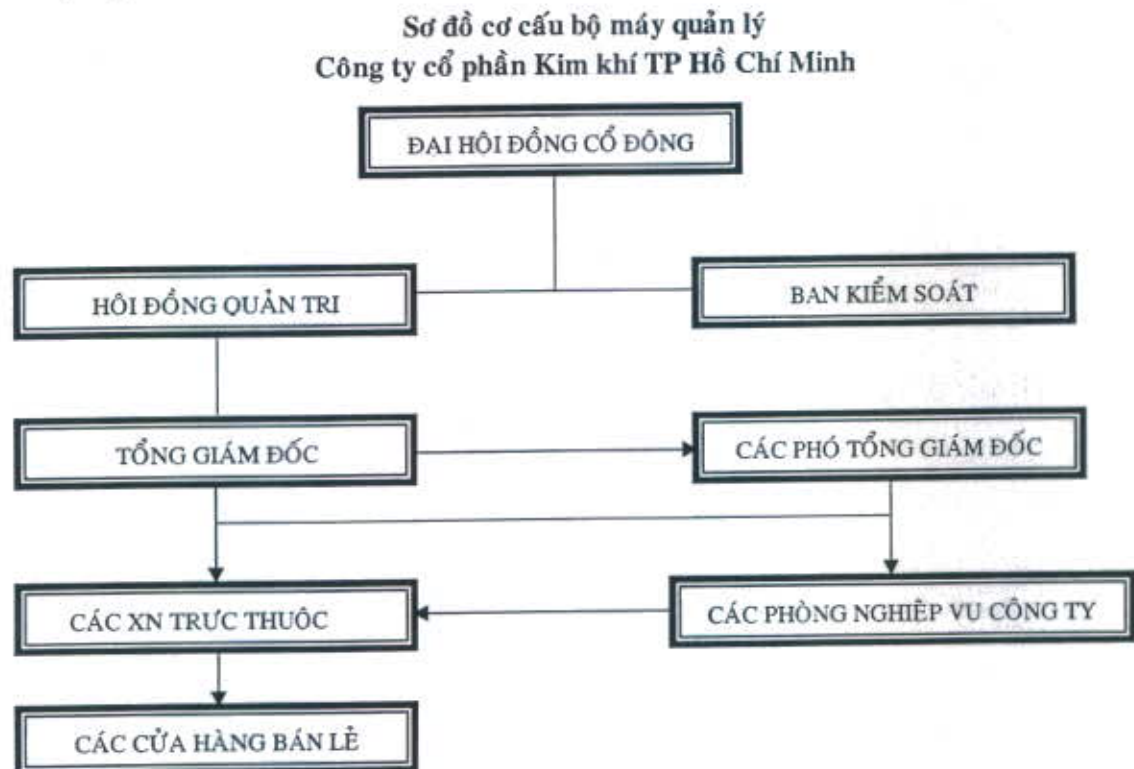 Sơ đồ cơ cấu bộ máy quản lý
Công ty cổ phần Kim khí TP Hồ Chí Minh
ĐẠI HỘI ĐỒNG CỔ ĐÔNG
HỘI ĐỒNG QUẢN TRỊ
BAN KIỂM SOÁT
TỔNG GIÁM ĐỐC
CÁC PHÓ TỔNG GIÁM ĐỐC
CÁC XN TRỰC THUỘC
CÁC PHÒNG NGHIỆP VỤ CÔNG TY
CÁC CỬA HÀNG BÁN LẺ